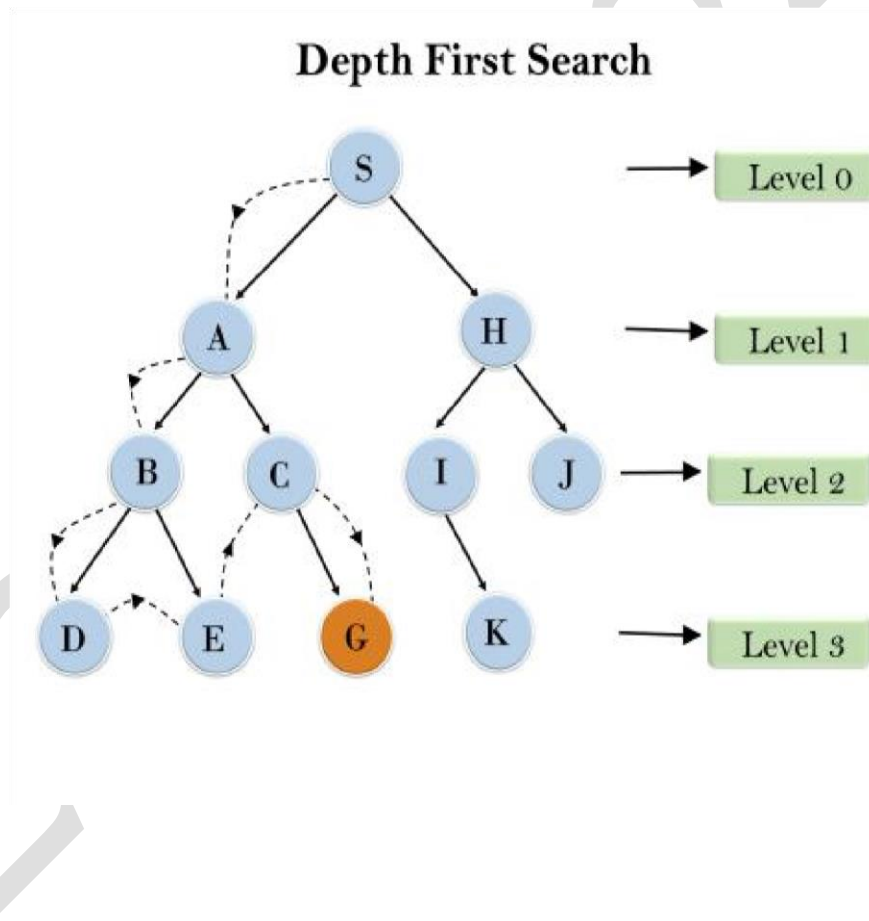 Depth First Search
S
Level 0
A
H
Level 1
B
C
I
J
Level 2
D
E
G
K
Level 3